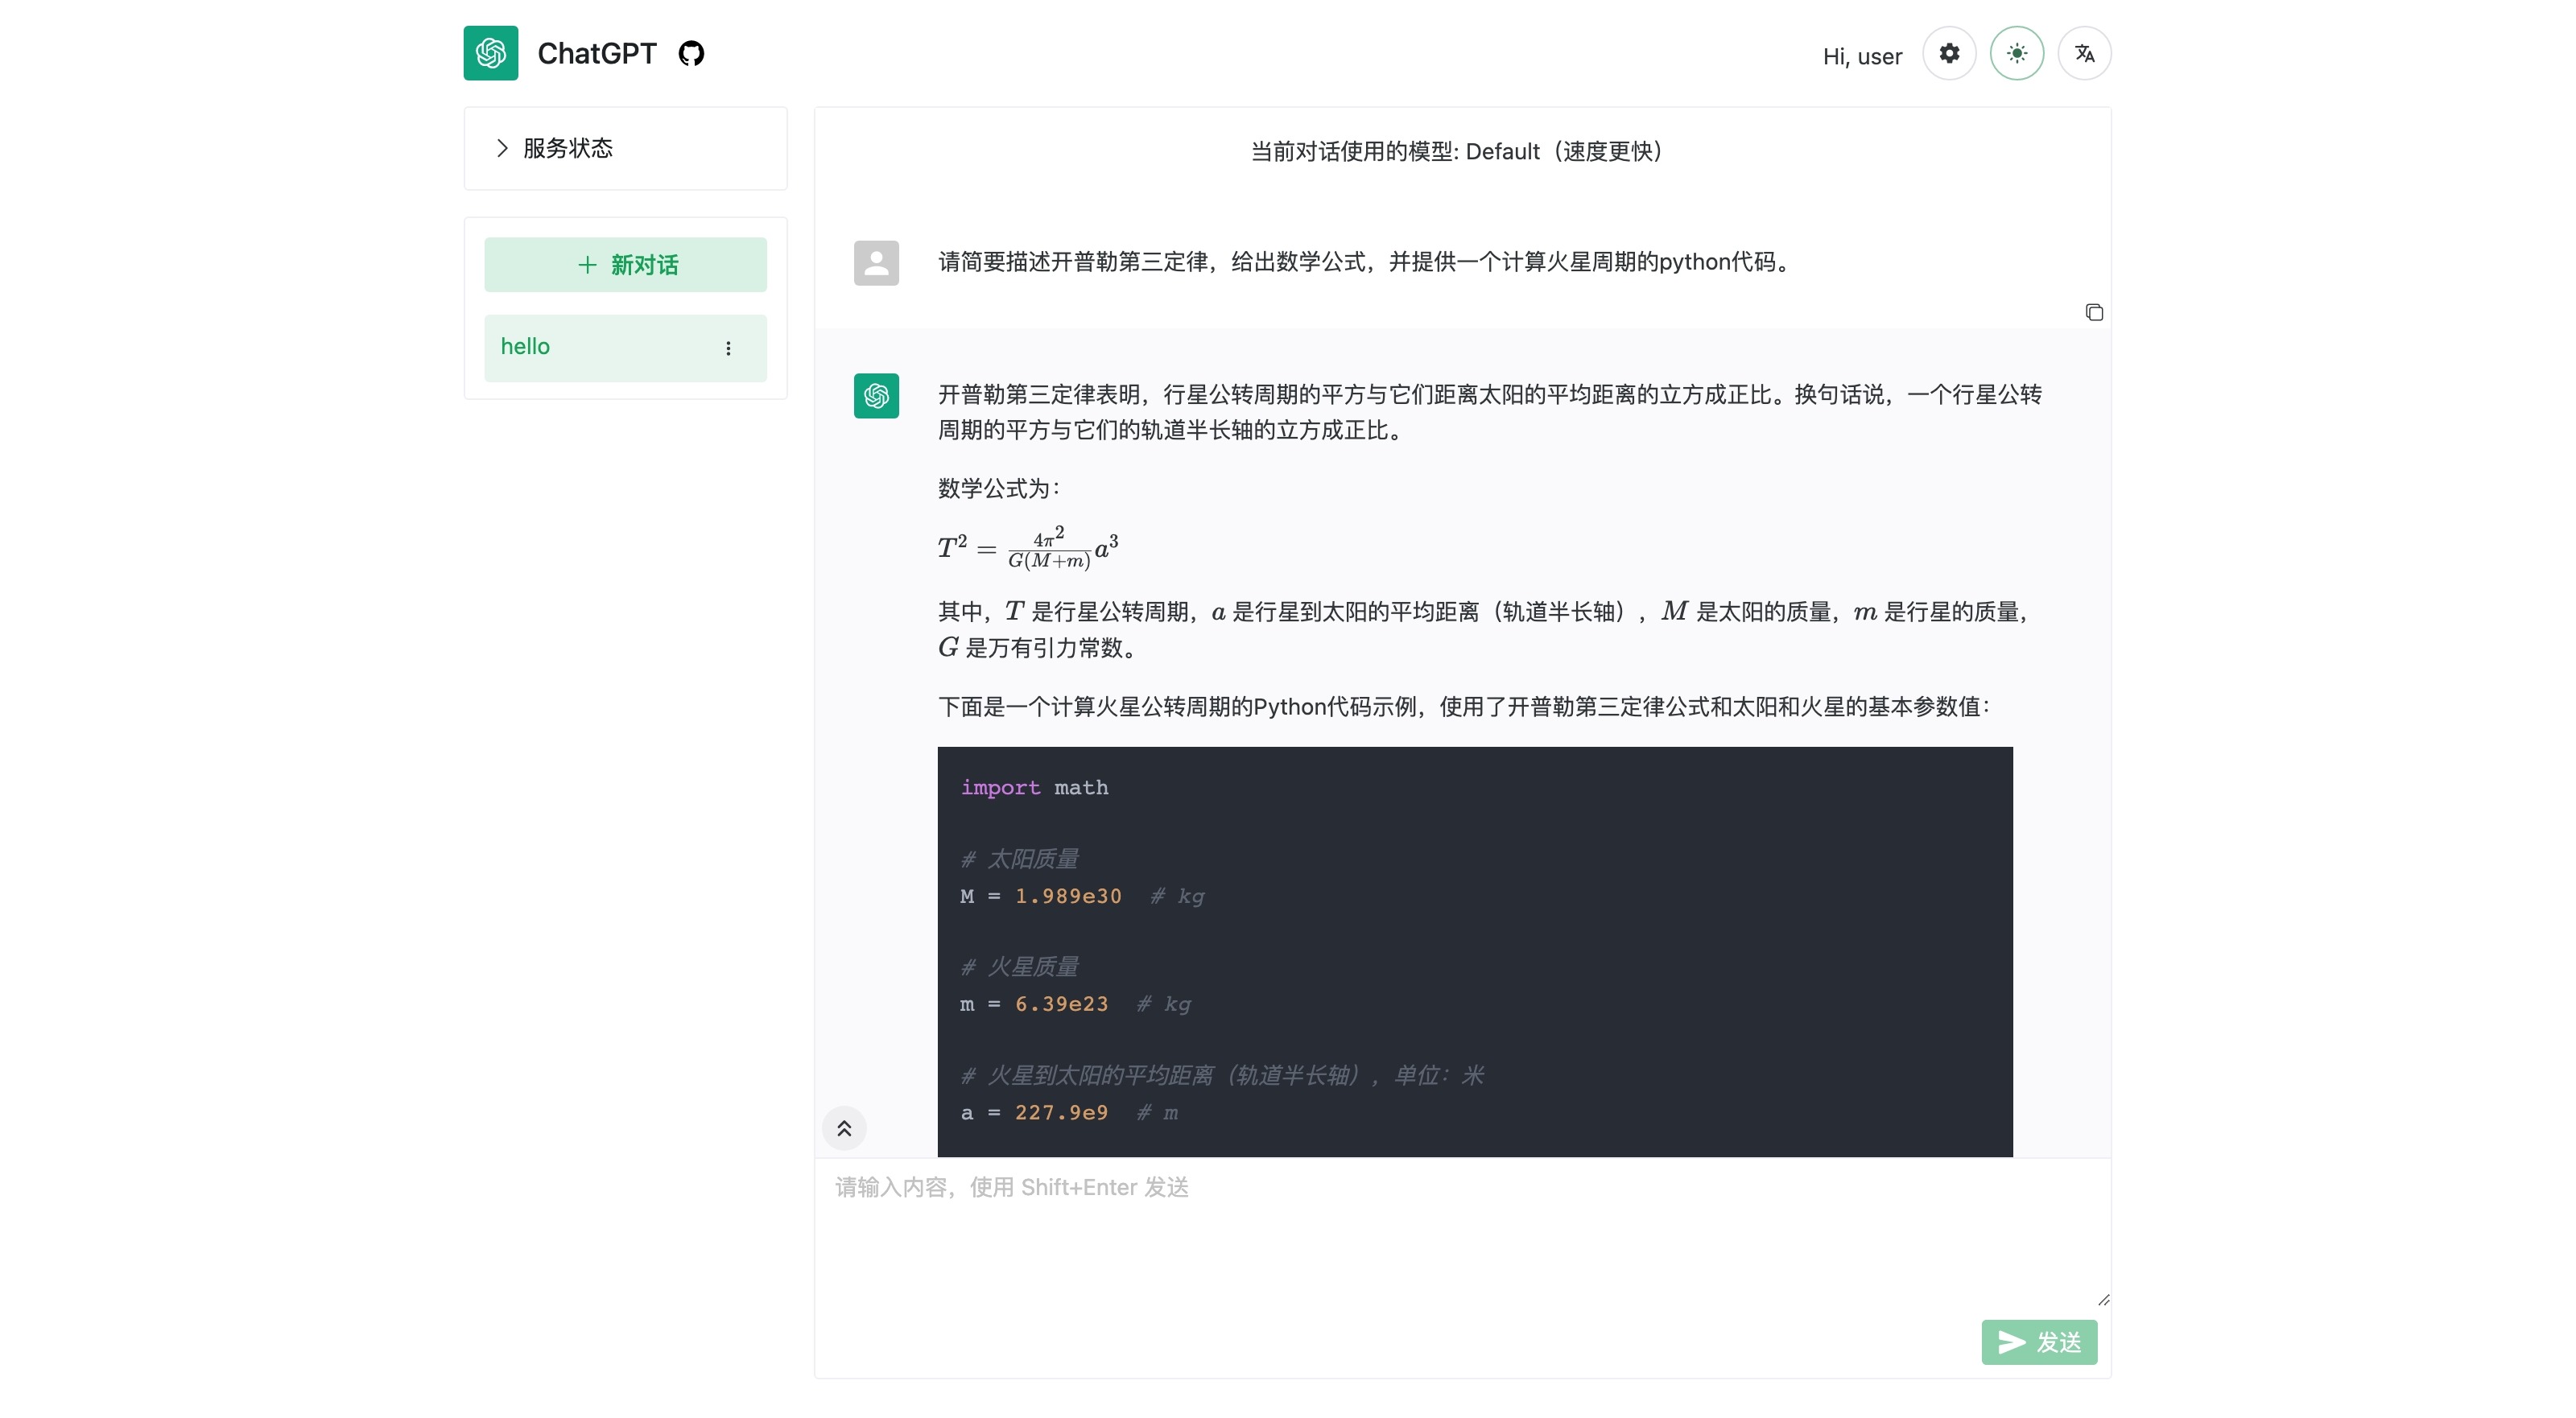 ChatGPT
Hi, user
服务状态
新对话
hello
当前对话使用的模型: Default（速度更快）
请简要描述开普勒第三定律，给出数学公式，并提供一个计算火星周期的python代码。
开普勒第三定律表明，行星公转周期的平方与它们距离太阳的平均距离的立方成正比。换句话说，一个行星公转
周期的平方与它们的轨道半长轴的立方成正比。
数学公式为：
$T^2 = \frac{4\pi^2}{G(M+m)}a^3$
其中，T 是行星公转周期，a 是行星到太阳的平均距离（轨道半长轴），M 是太阳的质量，m 是行星的质量，
G 是万有引力常数。
下面是一个计算火星公转周期的Python代码示例，使用了开普勒第三定律公式和太阳和火星的基本参数值：
import math
# 太阳质量
M = 1.989e30  # kg
# 火星质量
m = 6.39e23  # kg
# 火星到太阳的平均距离（轨道半长轴），单位：米
a = 227.9e9  # m
请输入内容，使用 Shift+Enter 发送
发送